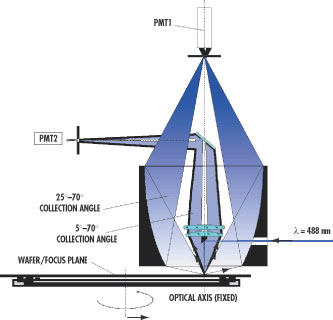 PMT1
PMT2
25°–70°
COLLECTION ANGLE
5°–70°
COLLECTION ANGLE
λ = 488 nm
WAFER/FOCUS PLANE
OPTICAL AXIS (FIXED)